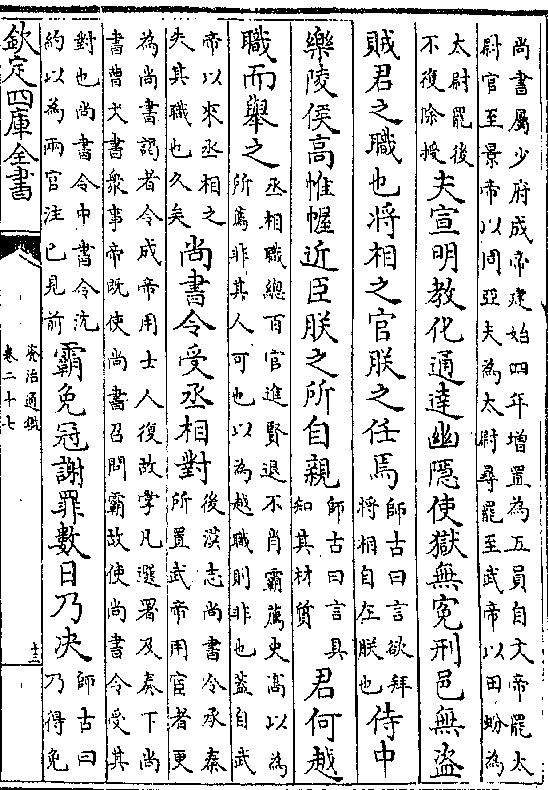 尚書屬少府成帝建始四年增置為五員自文帝罷太
尉官至景帝以周亞夫為太尉尋罷至武帝以田蚡為
太尉罷後
不復除授
夫宣明教化通達幽隱使獄無寃刑邑無盜
賊君之職也將相之官朕之任焉
師古曰言欲拜
將相自在朕也
侍中
樂陵侯高惟幄近臣朕之所自親
師古曰言具
知其材質
君何越
職而舉之
丞相職總百官進賢退不肖霸薦史高以為
所薦非其人可也以為越職則非也蓋自武
帝以來丞相之
失其職也久矣
尚書令受丞相對
後漢志尚書令承秦
所置武帝用宦者更
為尚書謁者令成帝用士人復故掌凡選署及奏下尚
書曹文書衆事帝既使尚書召問霸故使尚書令受其
對也尚書令中書令沈
約以為兩官注已見前
霸免冠謝罪數日乃决
師古曰
乃得免
欽定四庫全書
資治通鑑
卷二十七
十三